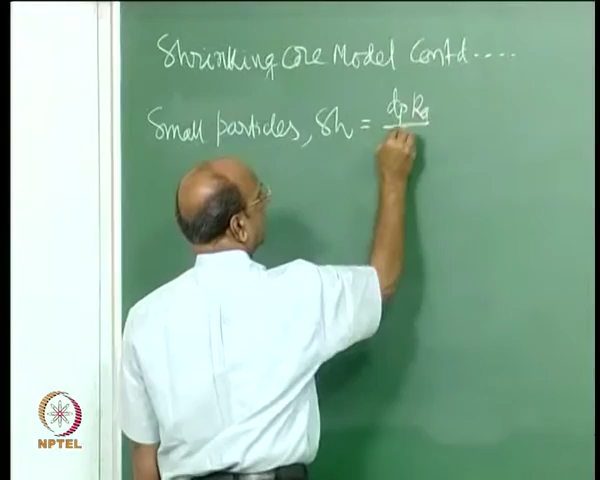 Shrinking Core Model Contd....
Small particles, Sh = dp kg
NPTEL